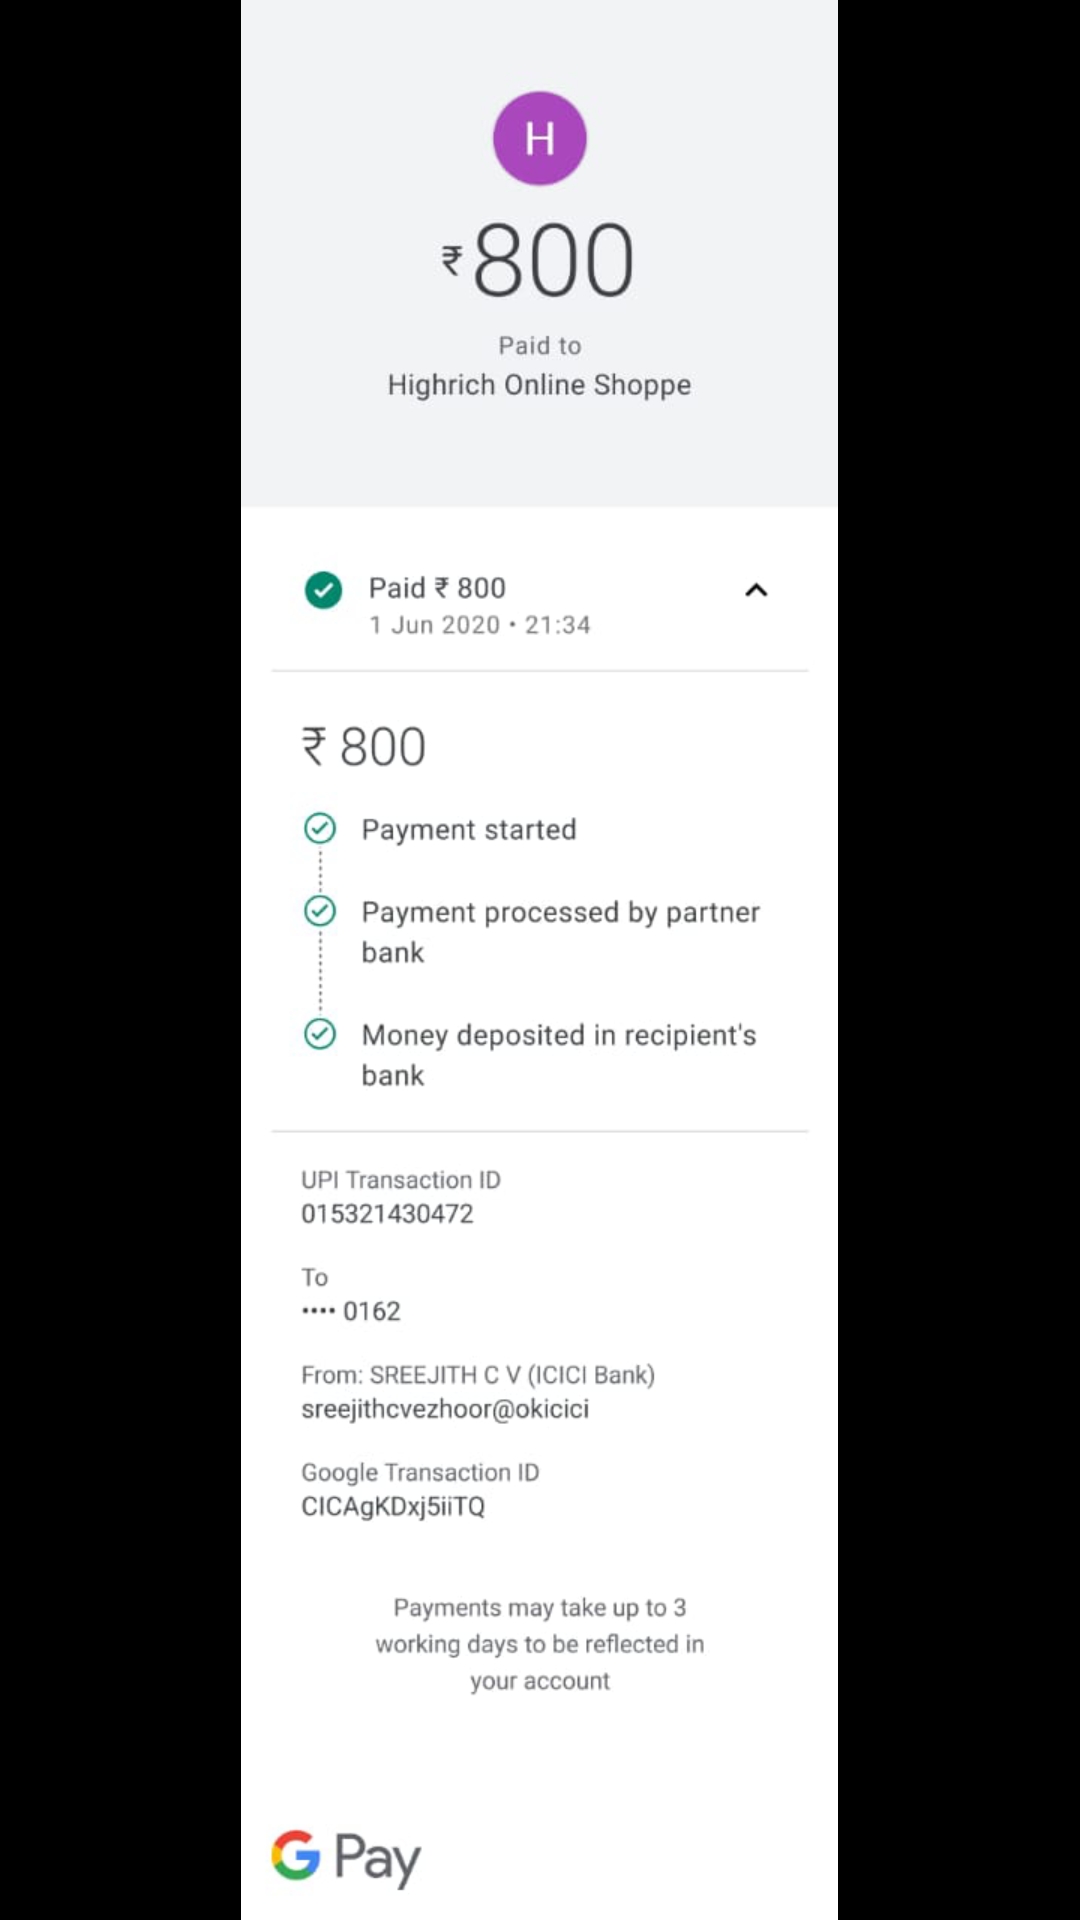 H
₹800
Paid to
Highrich Online Shoppe
Paid ₹ 800
1 Jun 2020 • 21:34
₹ 800
Payment started
Payment processed by partner
bank
Money deposited in recipient's
bank
UPI Transaction ID
015321430472
To
•••• 0162
From: SREEJITH C V (ICICI Bank)
sreejithcvezhoor@okicici
Google Transaction ID
CICAgKDxj5iiTQ
Payments may take up to 3
working days to be reflected in
your account
G Pay